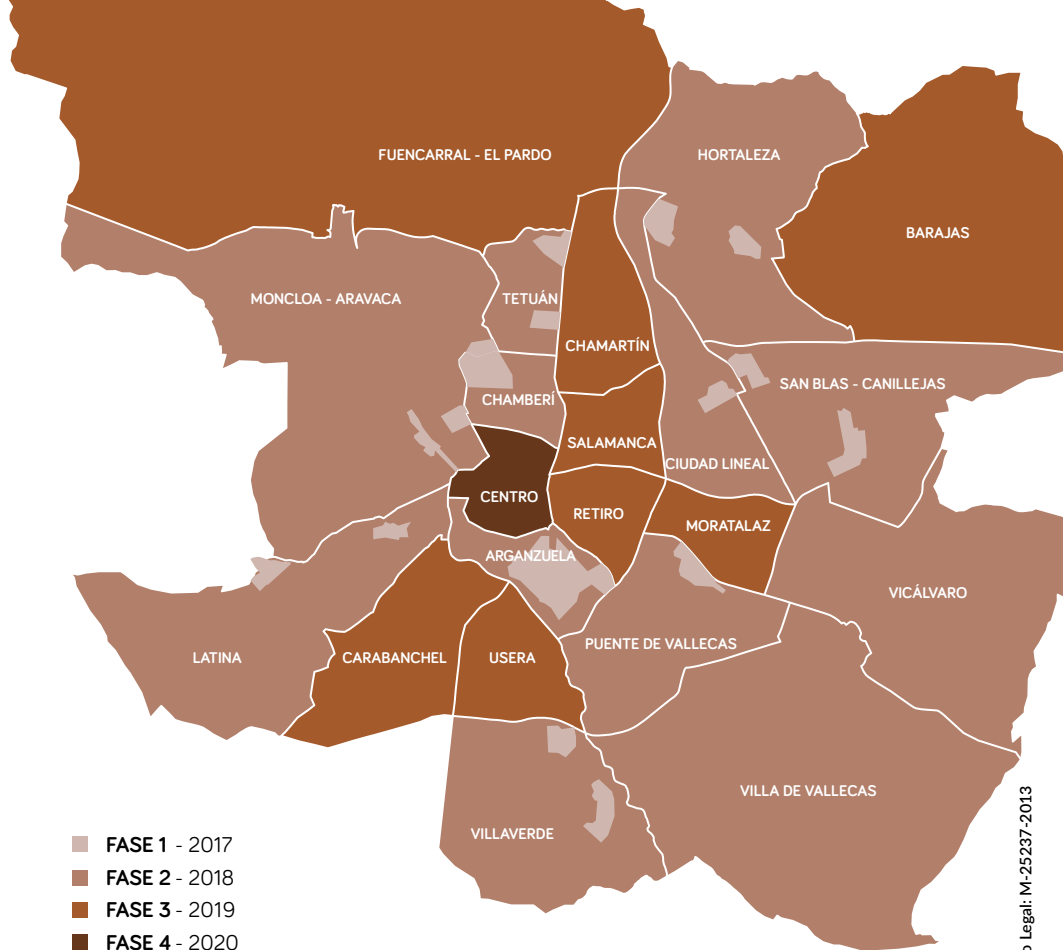 FUENCARRAL - EL PARDO
HORTALEZA
BARAJAS
MONCLOA - ARAVACA
TETUÁN
CHAMARTÍN
SAN BLAS - CANILLEJAS
CHAMBERÍ
SALAMANCA
CIUDAD LINEAL
CENTRO
RETIRO
MORATALAZ
ARGANZUELA
VICÁLVARO
PUENTE DE VALLECAS
LATINA
CARABANCHEL
USERA
VILLA DE VALLECAS
VILLAVERDE
FASE 1 - 2017
FASE 2 - 2018
FASE 3 - 2019
FASE 4 - 2020
o Legal: M-25237-2013